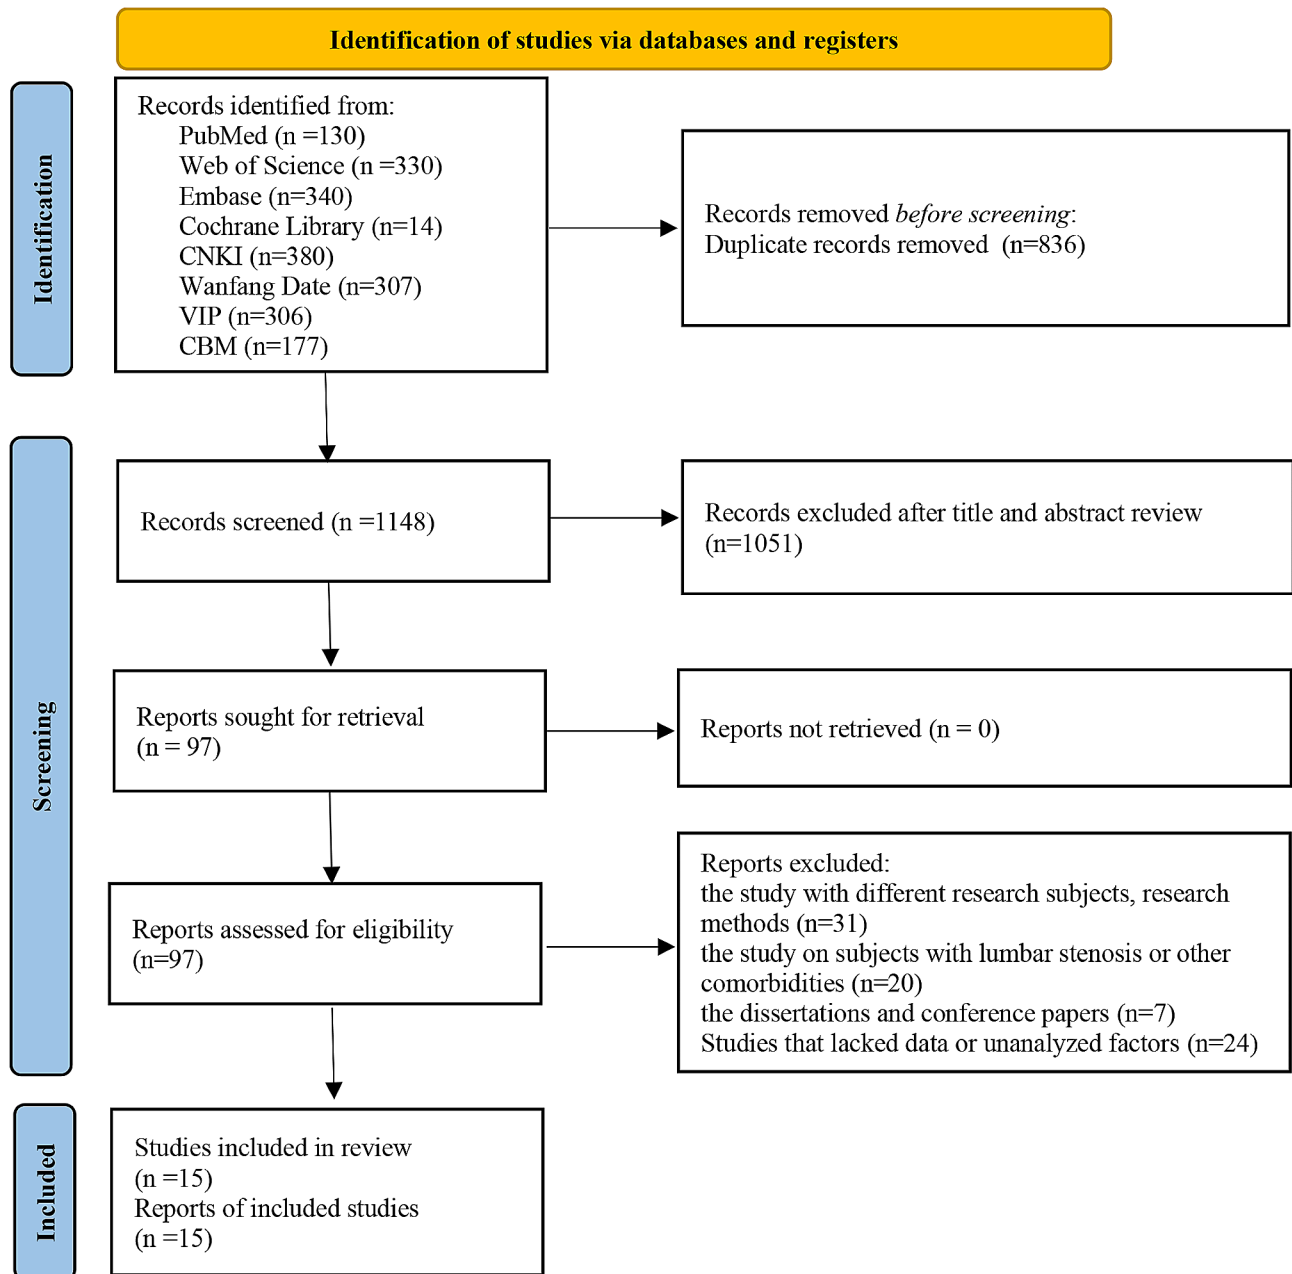 Identification of studies via databases and registers
Identification
Records identified from:
PubMed (n =130)
Web of Science (n =330)
Embase (n=340)
Cochrane Library (n=14)
CNKI (n=380)
Wanfang Date (n=307)
VIP (n=306)
CBM (n=177)
Records removed before screening:
Duplicate records removed (n=836)
Screening
Records screened (n =1148)
Records excluded after title and abstract review
(n=1051)
Reports sought for retrieval
(n = 97)
Reports not retrieved (n = 0)
Reports assessed for eligibility
(n=97)
Reports excluded:
the study with different research subjects, research
methods (n=31)
the study on subjects with lumbar stenosis or other
comorbidities (n=20)
the dissertations and conference papers (n=7)
Studies that lacked data or unanalyzed factors (n=24)
Included
Studies included in review
(n =15)
Reports of included studies
(n =15)